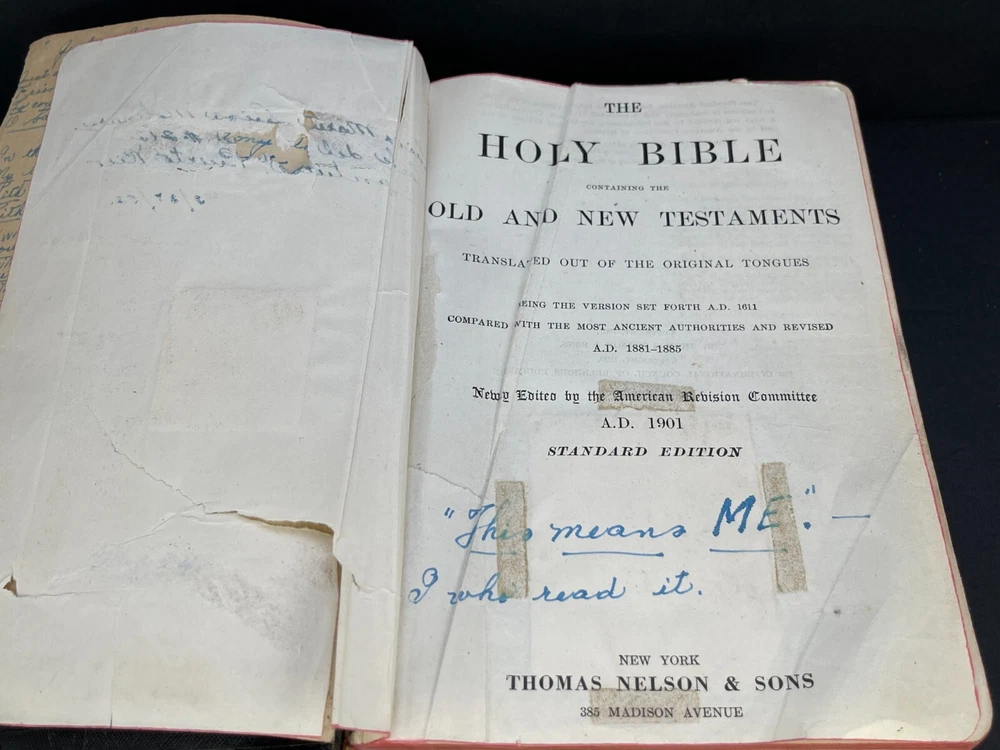 THE
HOLY BIBLE
CONTAINING THE
OLD AND NEW TESTAMENTS
TRANSLATED OUT OF THE ORIGINAL TONGUES
BEING THE VERSION SET FORTH A.D. 1611
COMPARED WITH THE MOST ANCIENT AUTHORITIES AND REVISED
A.D. 1881–1885
Newly Edited by the American Revision Committee
A.D. 1901
STANDARD EDITION
"This means ME". —
I who read it.
NEW YORK
THOMAS NELSON & SONS
385 MADISON AVENUE